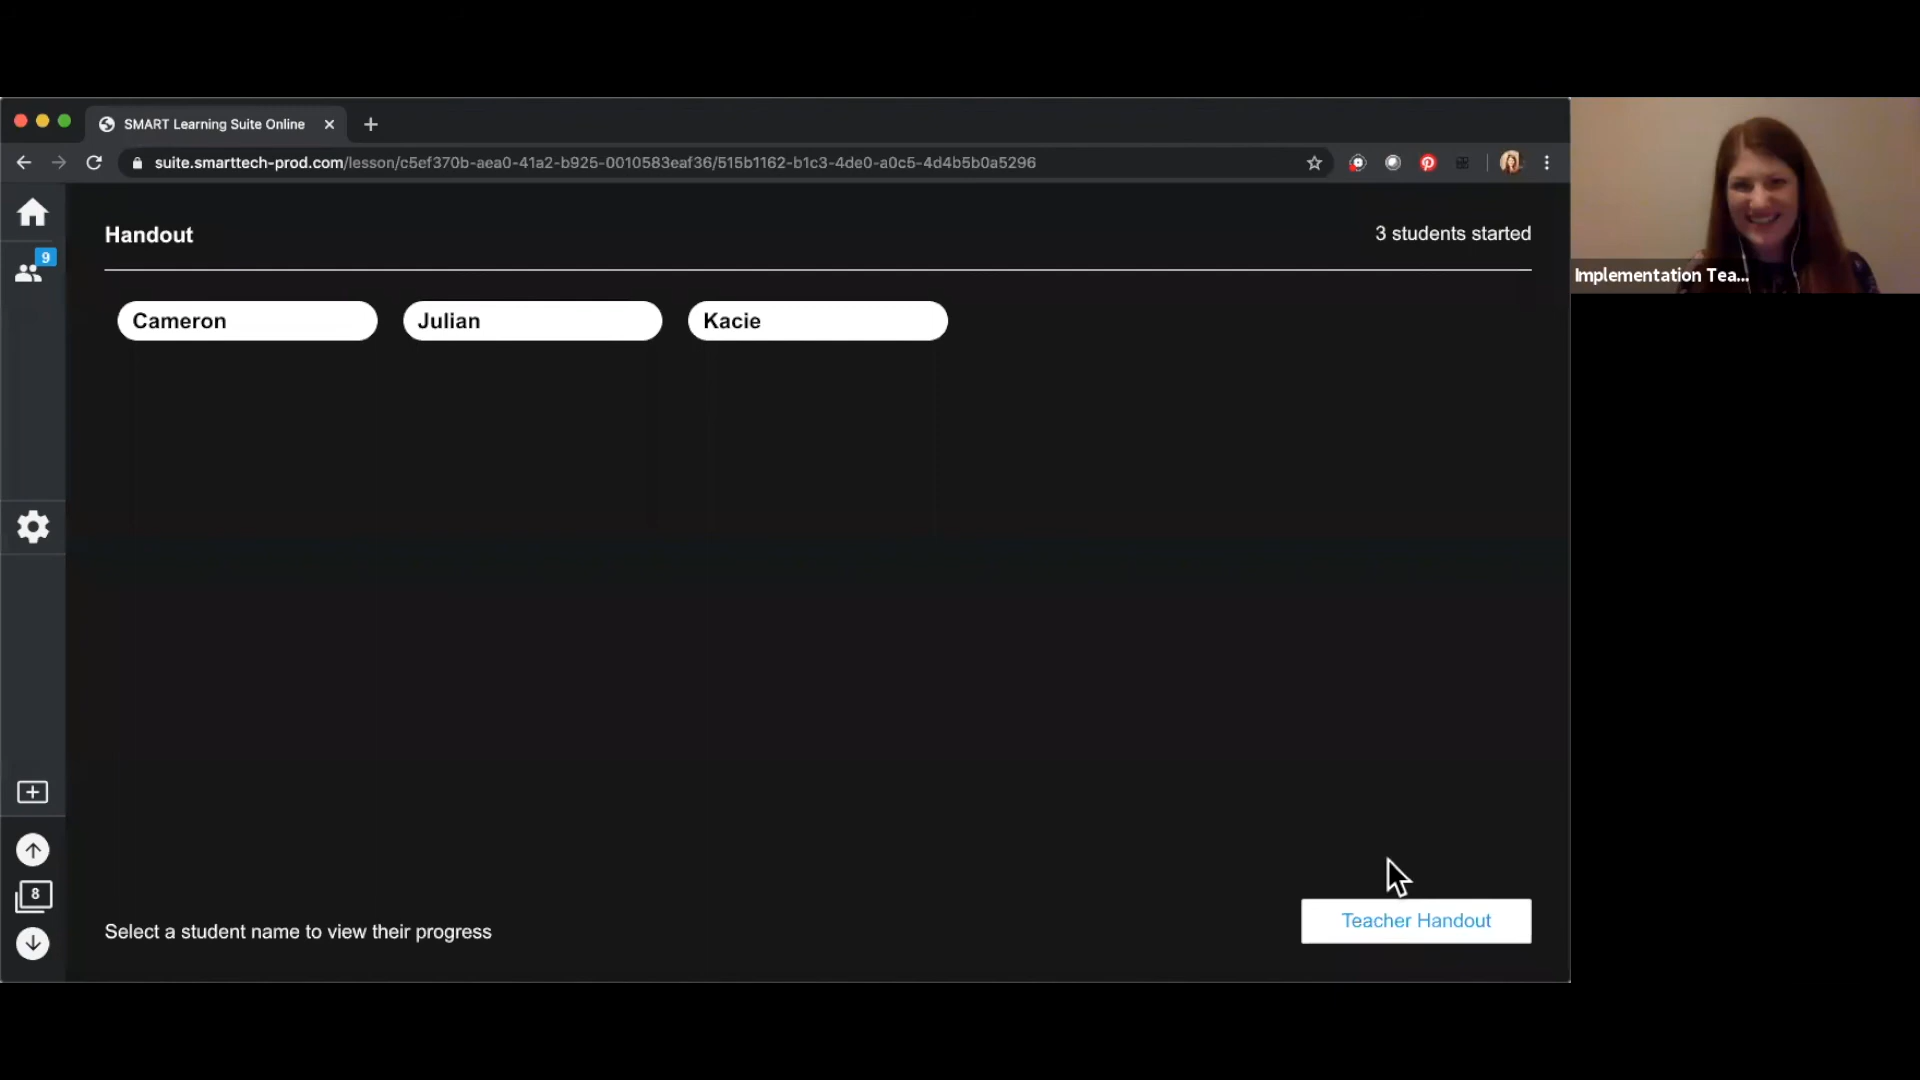 SMART Learning Suite Online
suite.smarttech-prod.com/lesson/c5ef370b-aea0-41a2-b925-0010583eaf36/515b1162-b1c3-4de0-a0c5-4d4b5b0a5296
9
Handout
3 students started
Implementation Tea...
Cameron
Julian
Kacie
8
Select a student name to view their progress
Teacher Handout